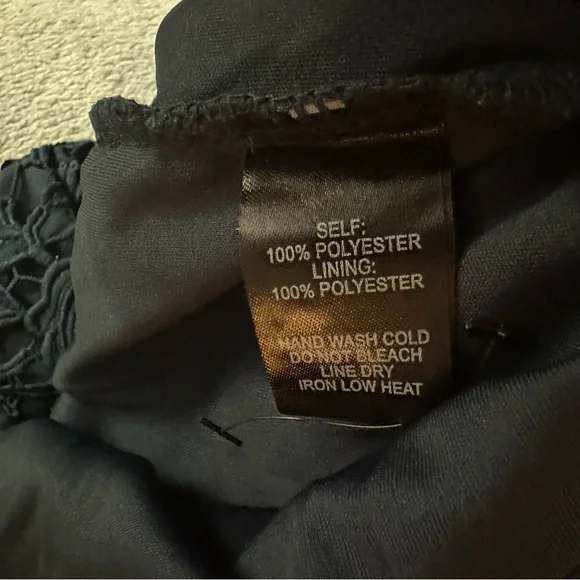 SELF:
100% POLYESTER
LINING:
100% POLYESTER
HAND WASH COLD
DO NOT BLEACH
LINE DRY
IRON LOW HEAT